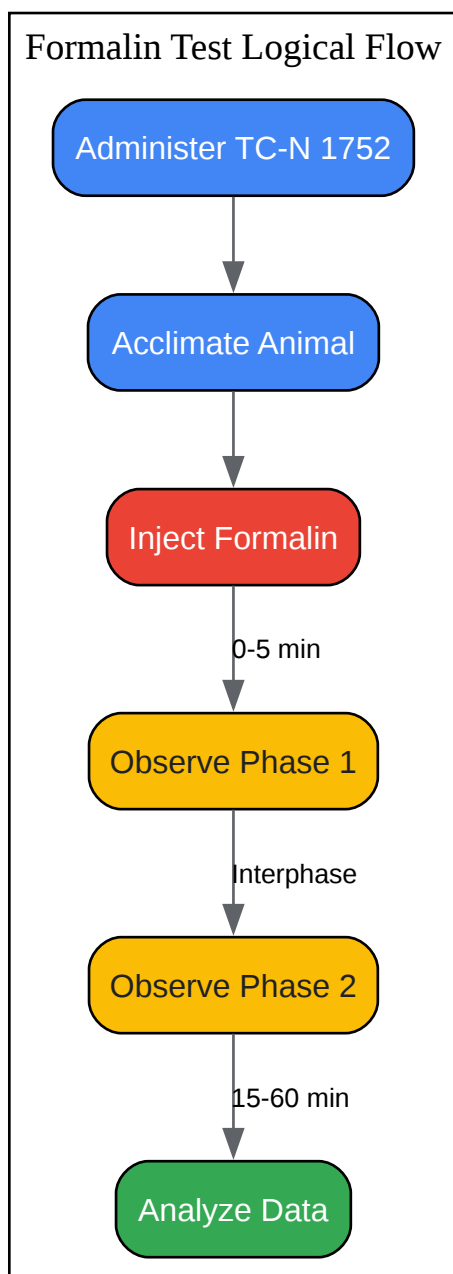 Formalin Test Logical Flow
Administer TC-N 1752
Acclimate Animal
Inject Formalin
0-5 min
Observe Phase 1
Interphase
Observe Phase 2
15-60 min
Analyze Data